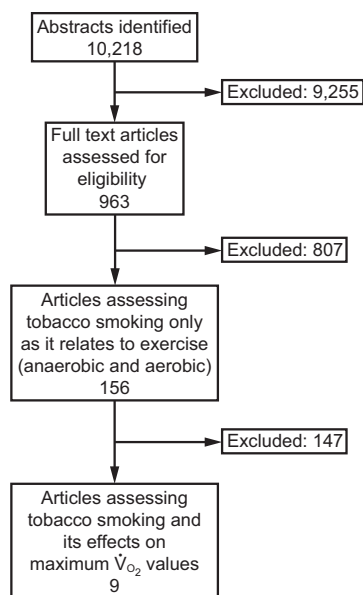 Abstracts identified
10,218
Excluded: 9,255
Full text articles
assessed for
eligibility
963
Excluded: 807
Articles assessing
tobacco smoking only
as it relates to exercise
(anaerobic and aerobic)
156
Excluded: 147
Articles assessing
tobacco smoking and
its effects on
maximum V̇O₂ values
9